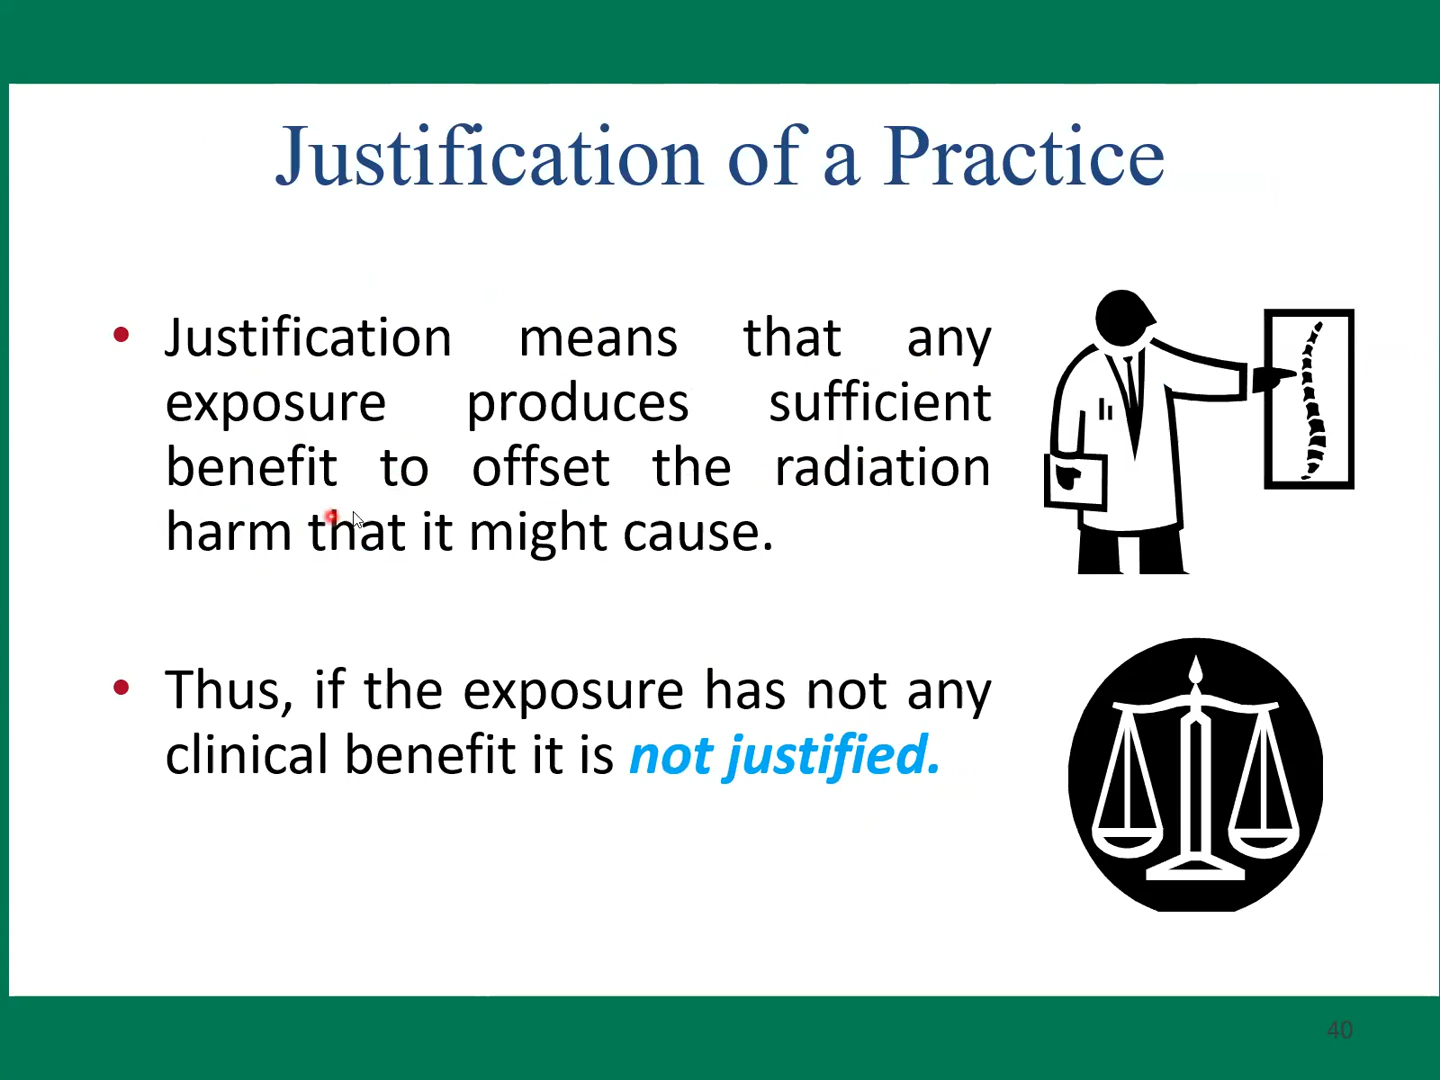 Justification of a Practice
• Justification means that any
exposure produces sufficient
benefit to offset the radiation
harm that it might cause.
• Thus, if the exposure has not any
clinical benefit it is not justified.
40